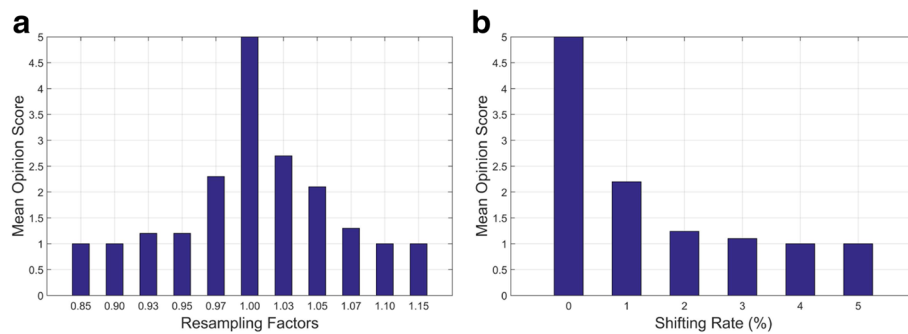 a
Mean Opinion Score
5
4.5
4
3.5
3
2.5
2
1.5
1
0.5
0
0.85 0.90 0.93 0.95 0.97 1.00 1.03 1.05 1.07 1.10 1.15
Resampling Factors
b
Mean Opinion Score
5
4.5
4
3.5
3
2.5
2
1.5
1
0.5
0
0 1 2 3 4 5
Shifting Rate (%)